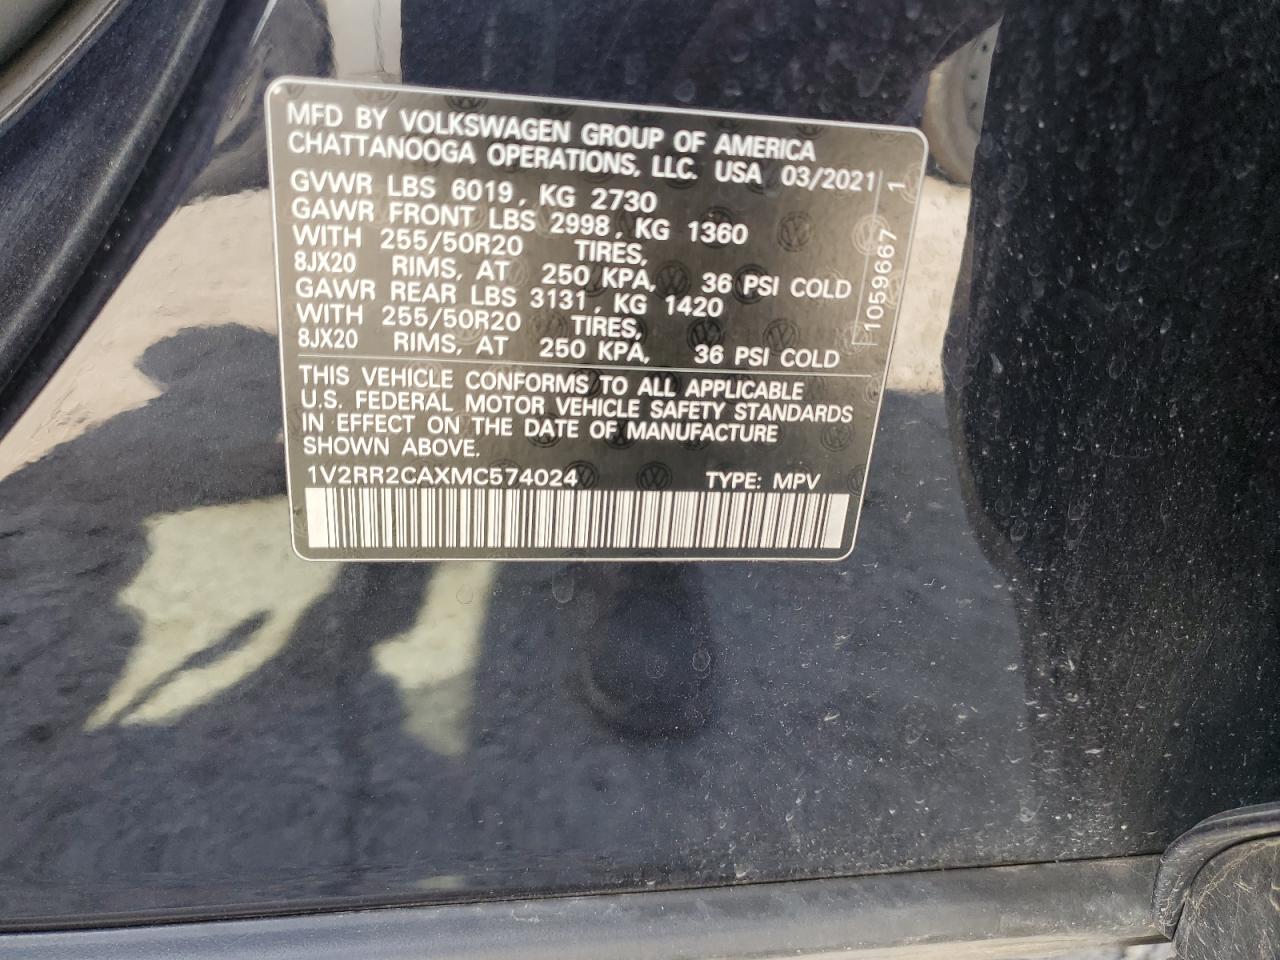 MFD BY VOLKSWAGEN GROUP OF AMERICA
CHATTANOOGA OPERATIONS, LLC. USA 03/2021
GVWR LBS 6019, KG 2730
GAWR FRONT LBS 2998, KG 1360
WITH 255/50R20 TIRES,
8JX20 RIMS, AT 250 KPA, 36 PSI COLD
GAWR REAR LBS 3131, KG 1420
WITH 255/50R20 TIRES,
8JX20 RIMS, AT 250 KPA, 36 PSI COLD
THIS VEHICLE CONFORMS TO ALL APPLICABLE
U.S. FEDERAL MOTOR VEHICLE SAFETY STANDARDS
IN EFFECT ON THE DATE OF MANUFACTURE
SHOWN ABOVE.
1V2RR2CAXMC574024 TYPE: MPV
1059667 1